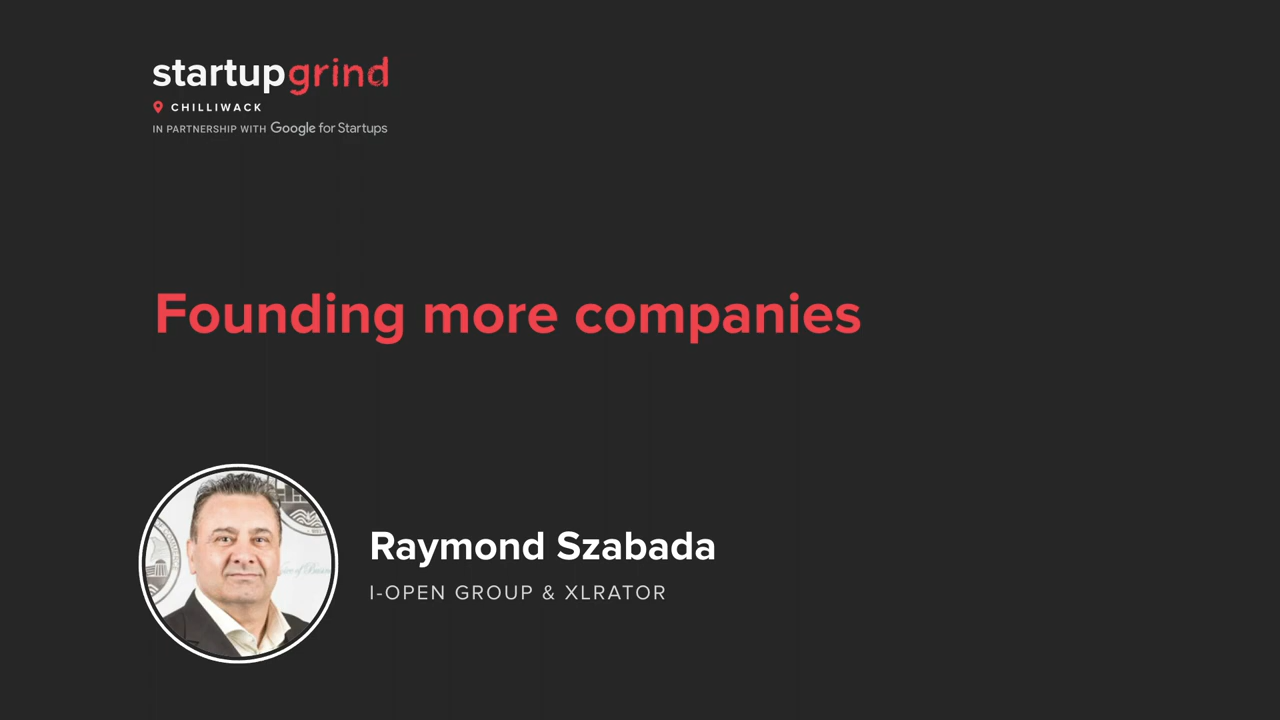 startupgrind
CHILLIWACK
IN PARTNERSHIP WITH Google for Startups
Founding more companies
Raymond Szabada
I-OPEN GROUP & XLRATOR